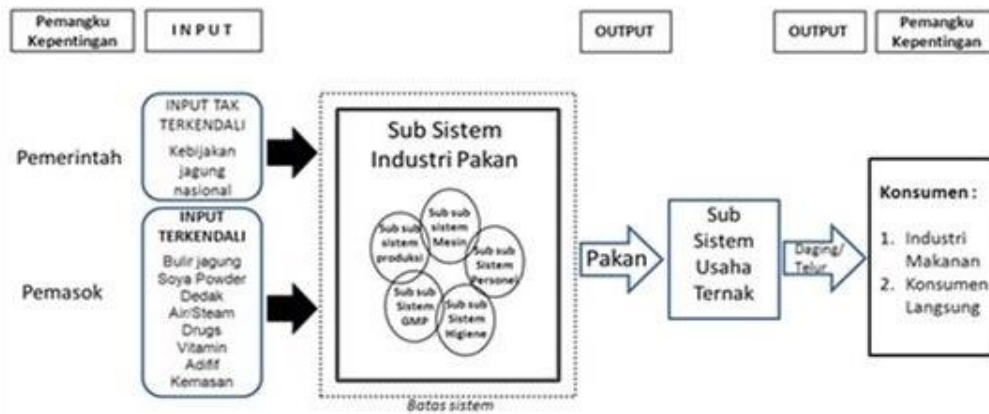 Pemangku
Kepentingan
INPUT
OUTPUT
OUTPUT
Pemangku
Kepentingan
Pemerintah
INPUT TAK
TERKENDALI
Kebijakan
jagung
nasional
Pemasok
INPUT
TERKENDALI
Bulir jagung
Soya Powder
Dedak
Air/Steam
Drugs
Vitamin
Adifif
Kemasan
Sub Sistem
Industri Pakan
Sub sub
sistem
Mesin
Sub sub
sistem
produksi
Sub sub
Sistem
Personel
Sub sub
Sistem
GMP
Sub sub
Sistem
Higiene
Batas sistem
Pakan
Sub
Sistem
Usaha
Ternak
Daging/
Telur
Konsumen :
1. Industri
Makanan
2. Konsumen
Langsung